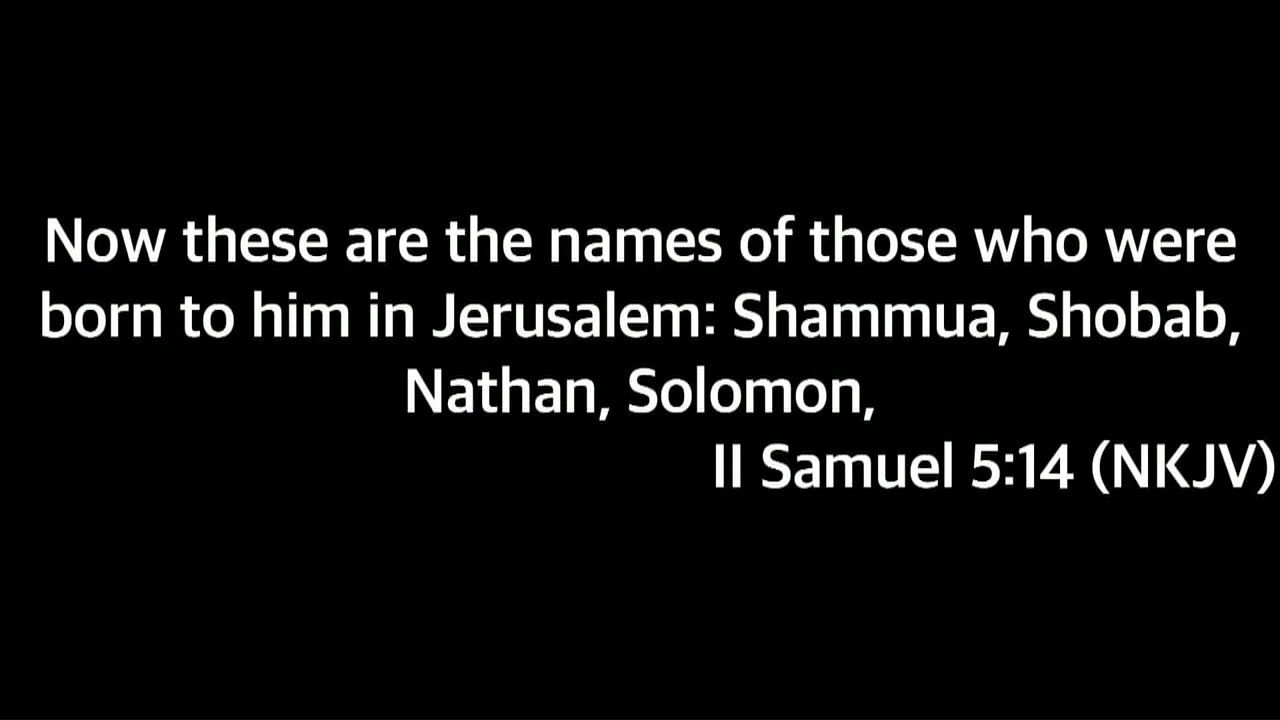 Now these are the names of those who were
born to him in Jerusalem: Shammua, Shobab,
Nathan, Solomon,
II Samuel 5:14 (NKJV)